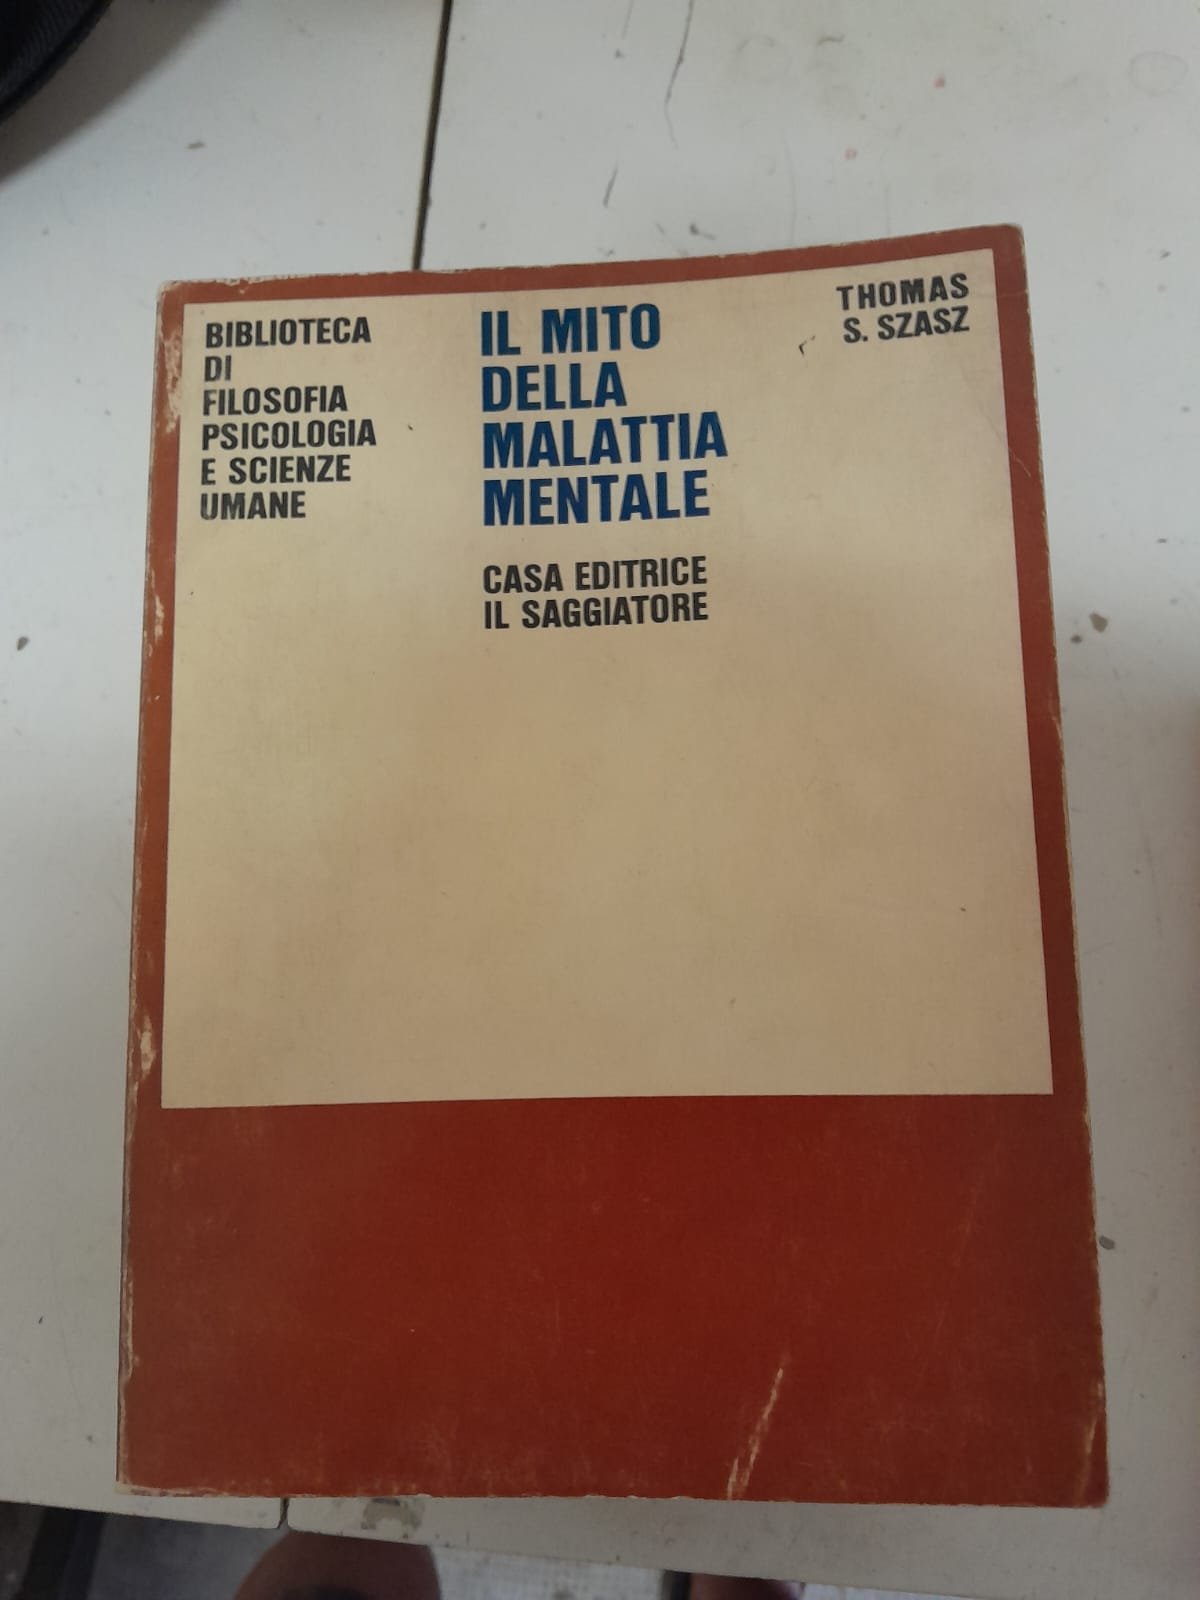 BIBLIOTECA
DI
FILOSOFIA
PSICOLOGIA
E SCIENZE
UMANE
IL MITO
DELLA
MALATTIA
MENTALE
CASA EDITRICE
IL SAGGIATORE
THOMAS
S. SZASZ